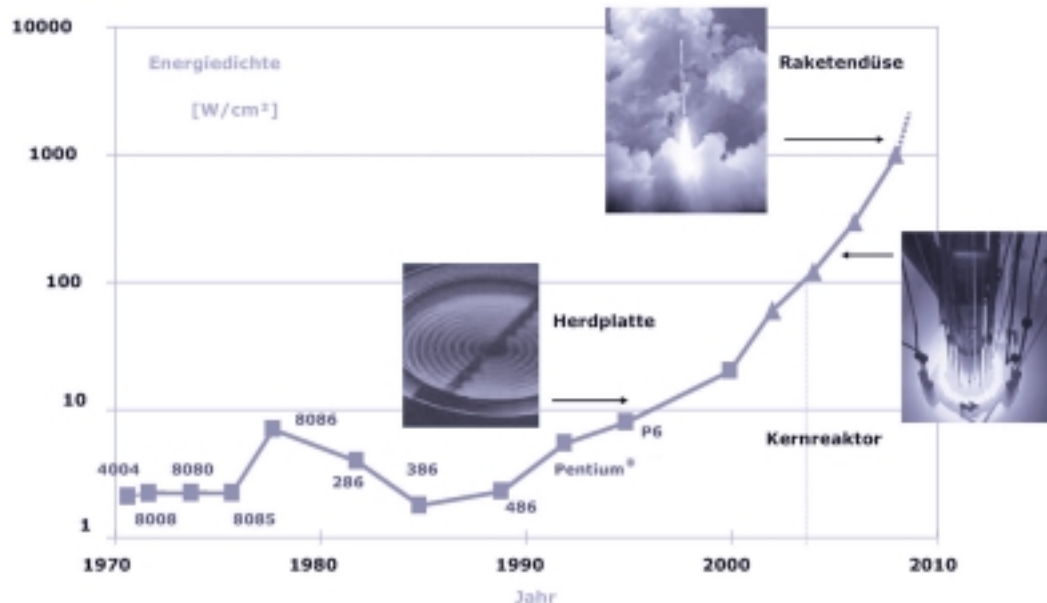 10000
Energiedichte
[W/cm²]
Raketendüse
1000
100
Herdplatte
10
8086
P6
Kernreaktor
4004
8080
286
386
Pentium®
8008
8085
486
1
1970
1980
1990
2000
2010
Jahr